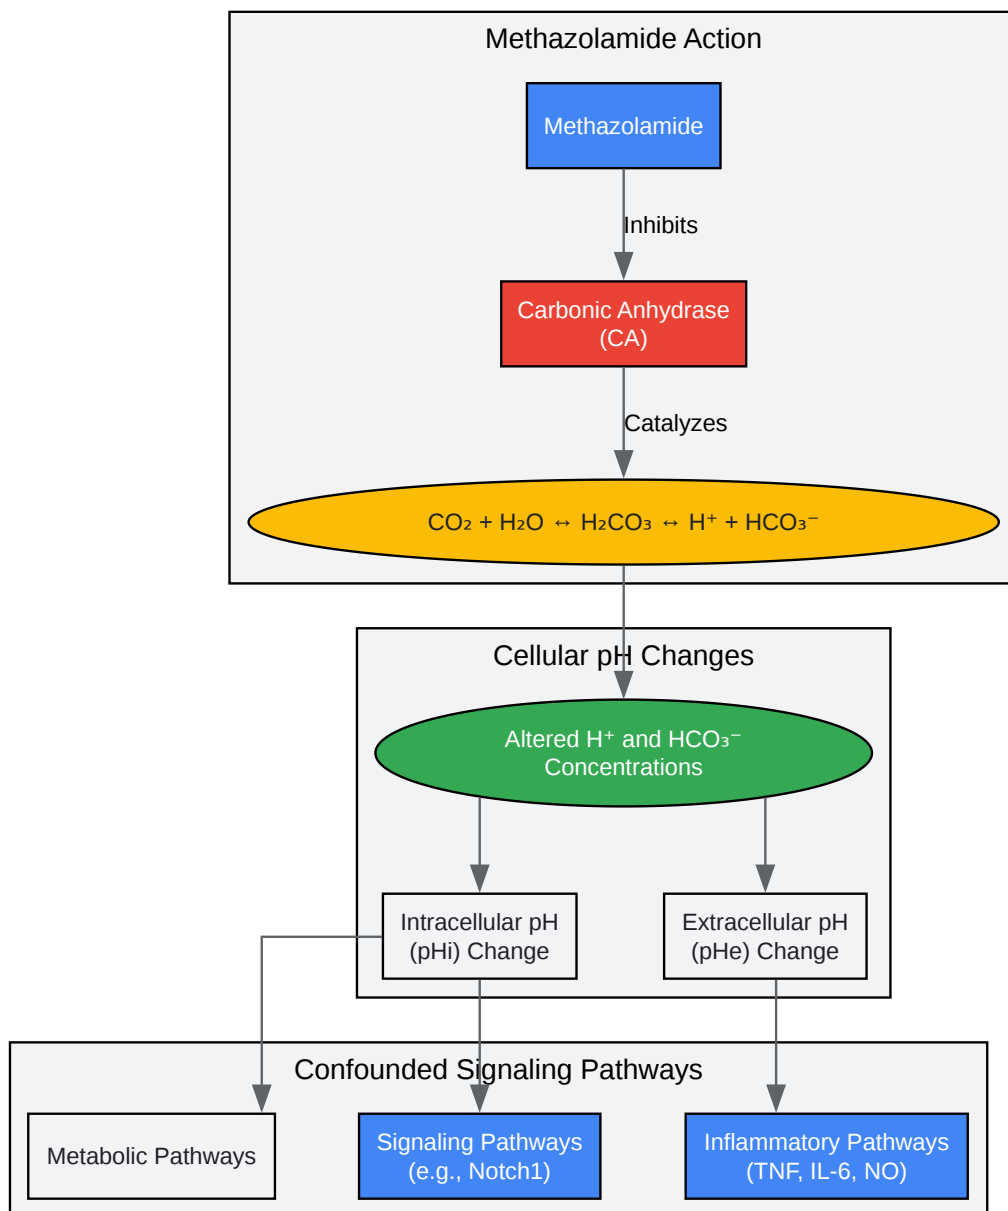 Methazolamide Action
Methazolamide
Inhibits
Carbonic Anhydrase
(CA)
Catalyzes
CO₂ + H₂O ↔ H₂CO₃ ↔ H⁺ + HCO₃⁻
Cellular pH Changes
Altered H⁺ and HCO₃⁻
Concentrations
Intracellular pH
(pHi) Change
Extracellular pH
(pHe) Change
Confounded Signaling Pathways
Metabolic Pathways
Signaling Pathways
(e.g., Notch1)
Inflammatory Pathways
(TNF, IL-6, NO)